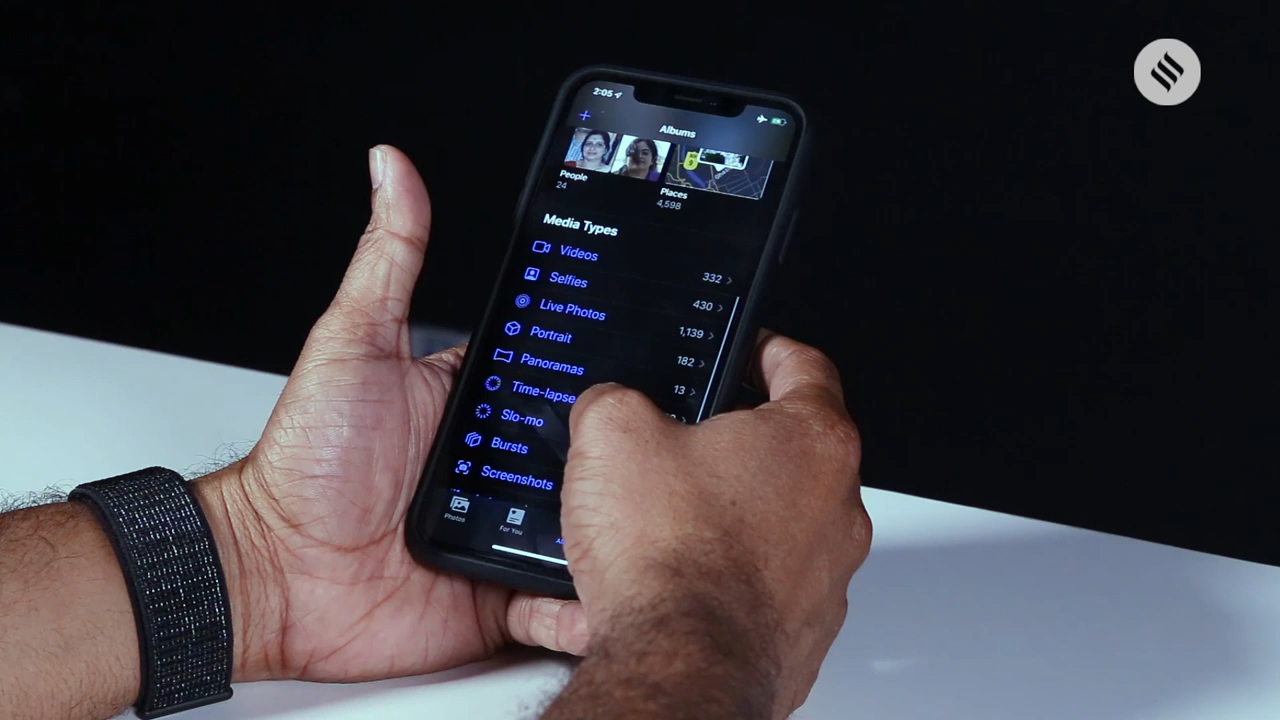 2:05
Albums
People
24
Places
4,598
Media Types
Videos
332
Selfies
430
Live Photos
1,139
Portrait
182
Panoramas
13
Time-lapse
Slo-mo
Bursts
Screenshots
Photos
For You